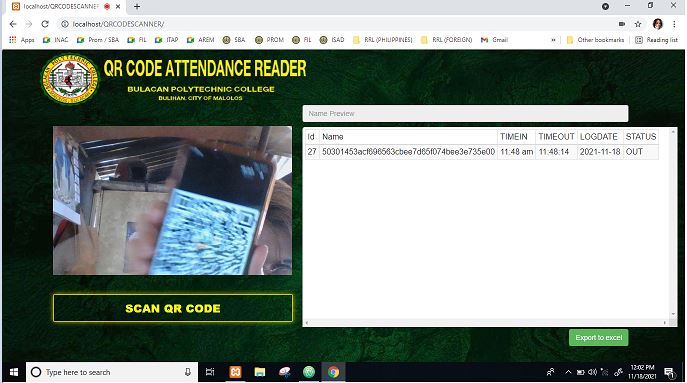 localhost/QRCODESCANNER/
localhost/QRCODESCANNER/
Apps
INAC
Prom / SBA
FIL
ITAP
AREM
SBA
PROM
FIL
ISAD
RRL (PHILIPPINES)
RRL (FOREIGN)
Gmail
»
Other bookmarks
Reading list
QR CODE ATTENDANCE READER
BULACAN POLYTECHNIC COLLEGE
BULIHAN, CITY OF MALOLOS
Name Preview
Id Name TIMEIN TIMEOUT LOGDATE STATUS
27 50301453acf696563cbee7d65f074bee3e735e00 11:48 am 11:48:14 2021-11-18 OUT
SCAN QR CODE
Export to excel
Type here to search
12:02 PM
11/18/2021